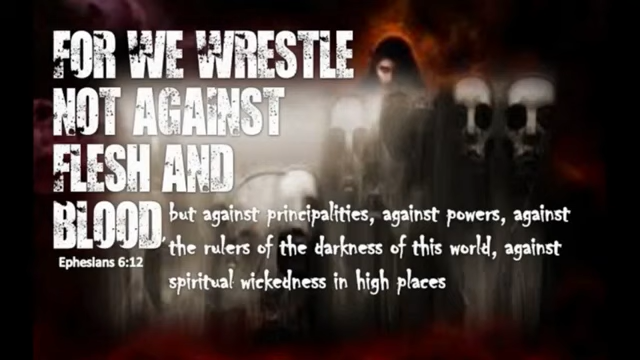 FOR WE WRESTLE
NOT AGAINST
FLESH AND
BLOOD,
but against principalities, against powers, against
the rulers of the darkness of this world, against
spiritual wickedness in high places
Ephesians 6:12